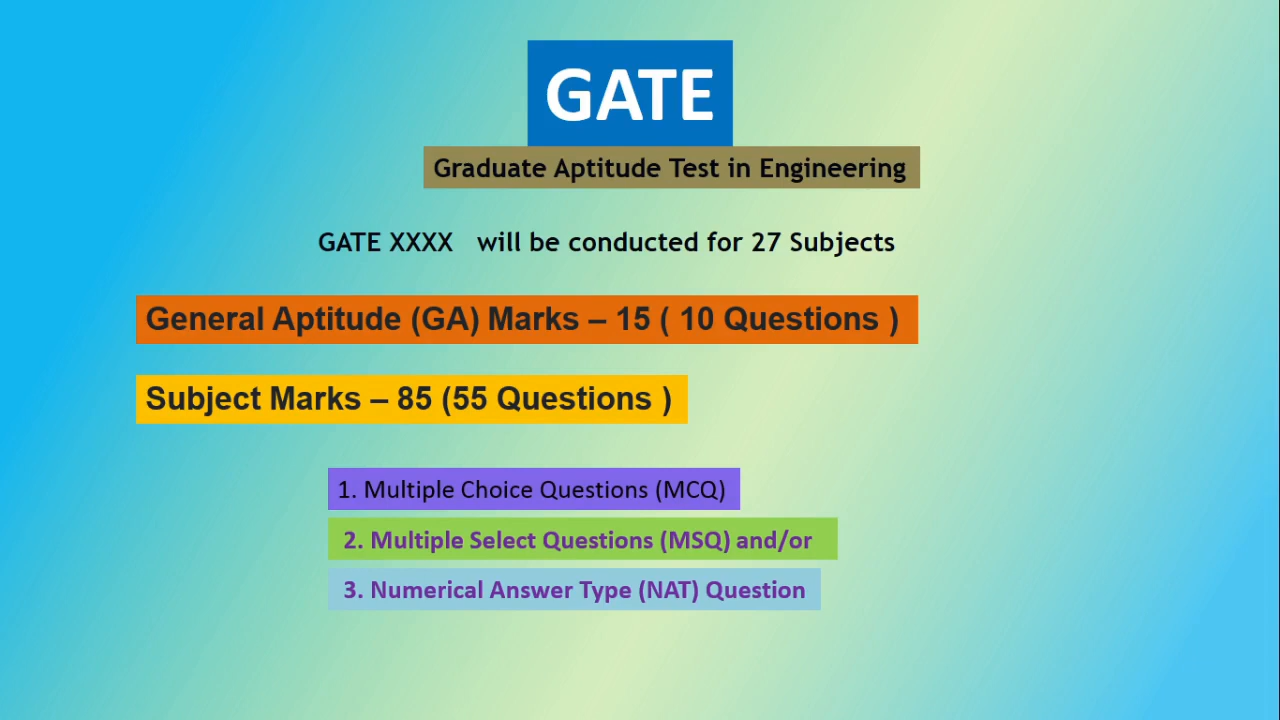 GATE
Graduate Aptitude Test in Engineering
GATE XXXX will be conducted for 27 Subjects
General Aptitude (GA) Marks – 15 ( 10 Questions )
Subject Marks – 85 (55 Questions )
1. Multiple Choice Questions (MCQ)
2. Multiple Select Questions (MSQ) and/or
3. Numerical Answer Type (NAT) Question